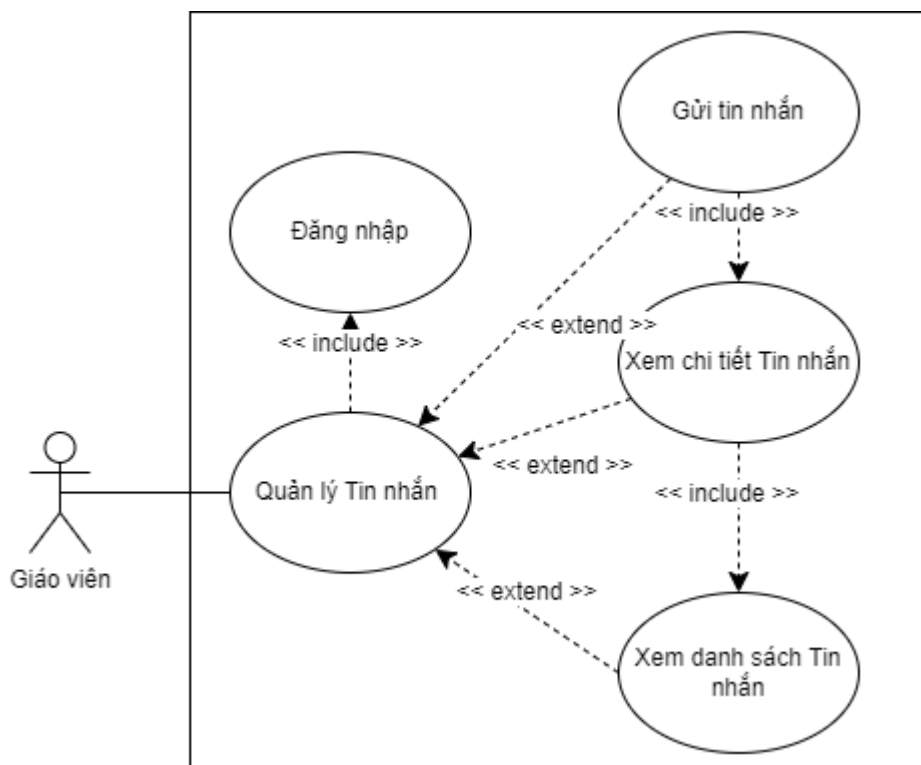 Gửi tin nhắn
<< include >>
Đăng nhập
<< extend >>
<< include >>
Xem chi tiết Tin nhắn
<< extend >>
Quản lý Tin nhắn
<< include >>
Giáo viên
<< extend >>
Xem danh sách Tin
nhắn